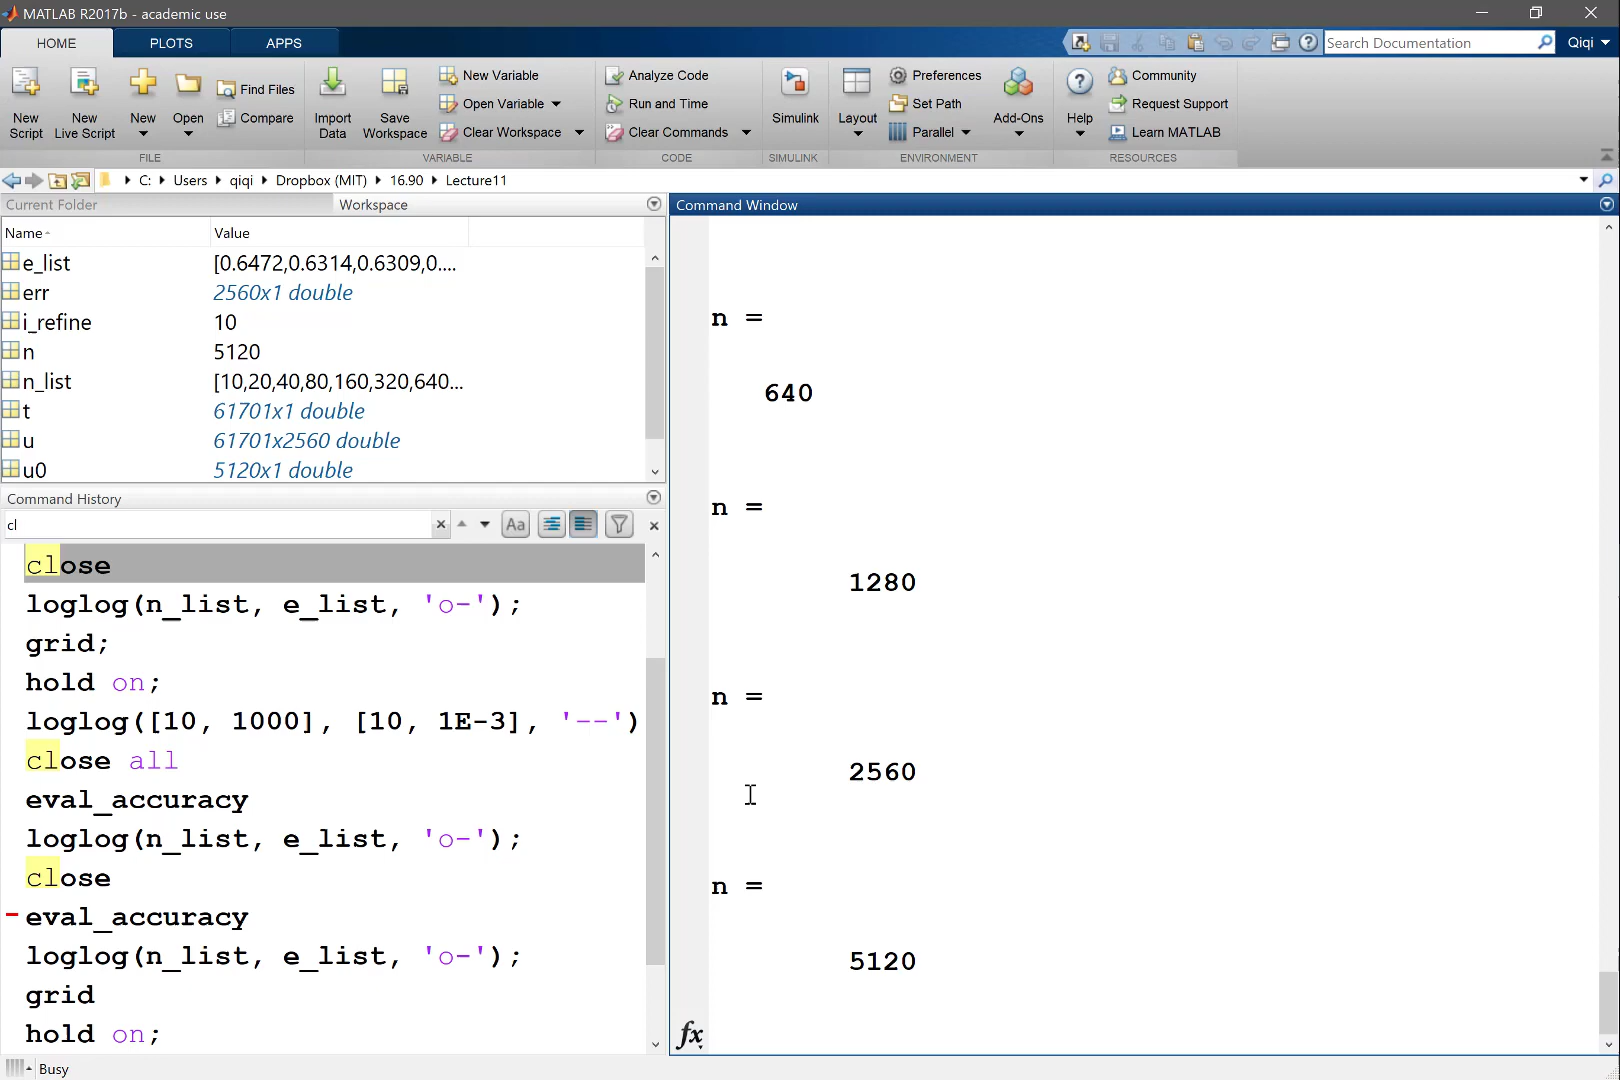 MATLAB R2017b - academic use
HOME PLOTS APPS
Search Documentation
Qiqi
New Script
New Live Script
New
Open
Find Files
Compare
Import Data
Save Workspace
New Variable
Open Variable
Clear Workspace
Analyze Code
Run and Time
Clear Commands
Simulink
Layout
Preferences
Set Path
Parallel
Add-Ons
Help
Community
Request Support
Learn MATLAB
FILE VARIABLE CODE SIMULINK ENVIRONMENT RESOURCES
C: Users qiqi Dropbox (MIT) 16.90 Lecture11
Current Folder Workspace
Name Value
e_list [0.6472,0.6314,0.6309,0....
err 2560x1 double
i_refine 10
n 5120
n_list [10,20,40,80,160,320,640...
t 61701x1 double
u 61701x2560 double
u0 5120x1 double
Command History
cl
Aa
close
loglog(n_list, e_list, 'o-');
grid;
hold on;
loglog([10, 1000], [10, 1E-3], '--')
close all
eval_accuracy
loglog(n_list, e_list, 'o-');
close
eval_accuracy
loglog(n_list, e_list, 'o-');
grid
hold on;
Command Window
n =
640
n =
1280
n =
2560
n =
5120
fx
Busy